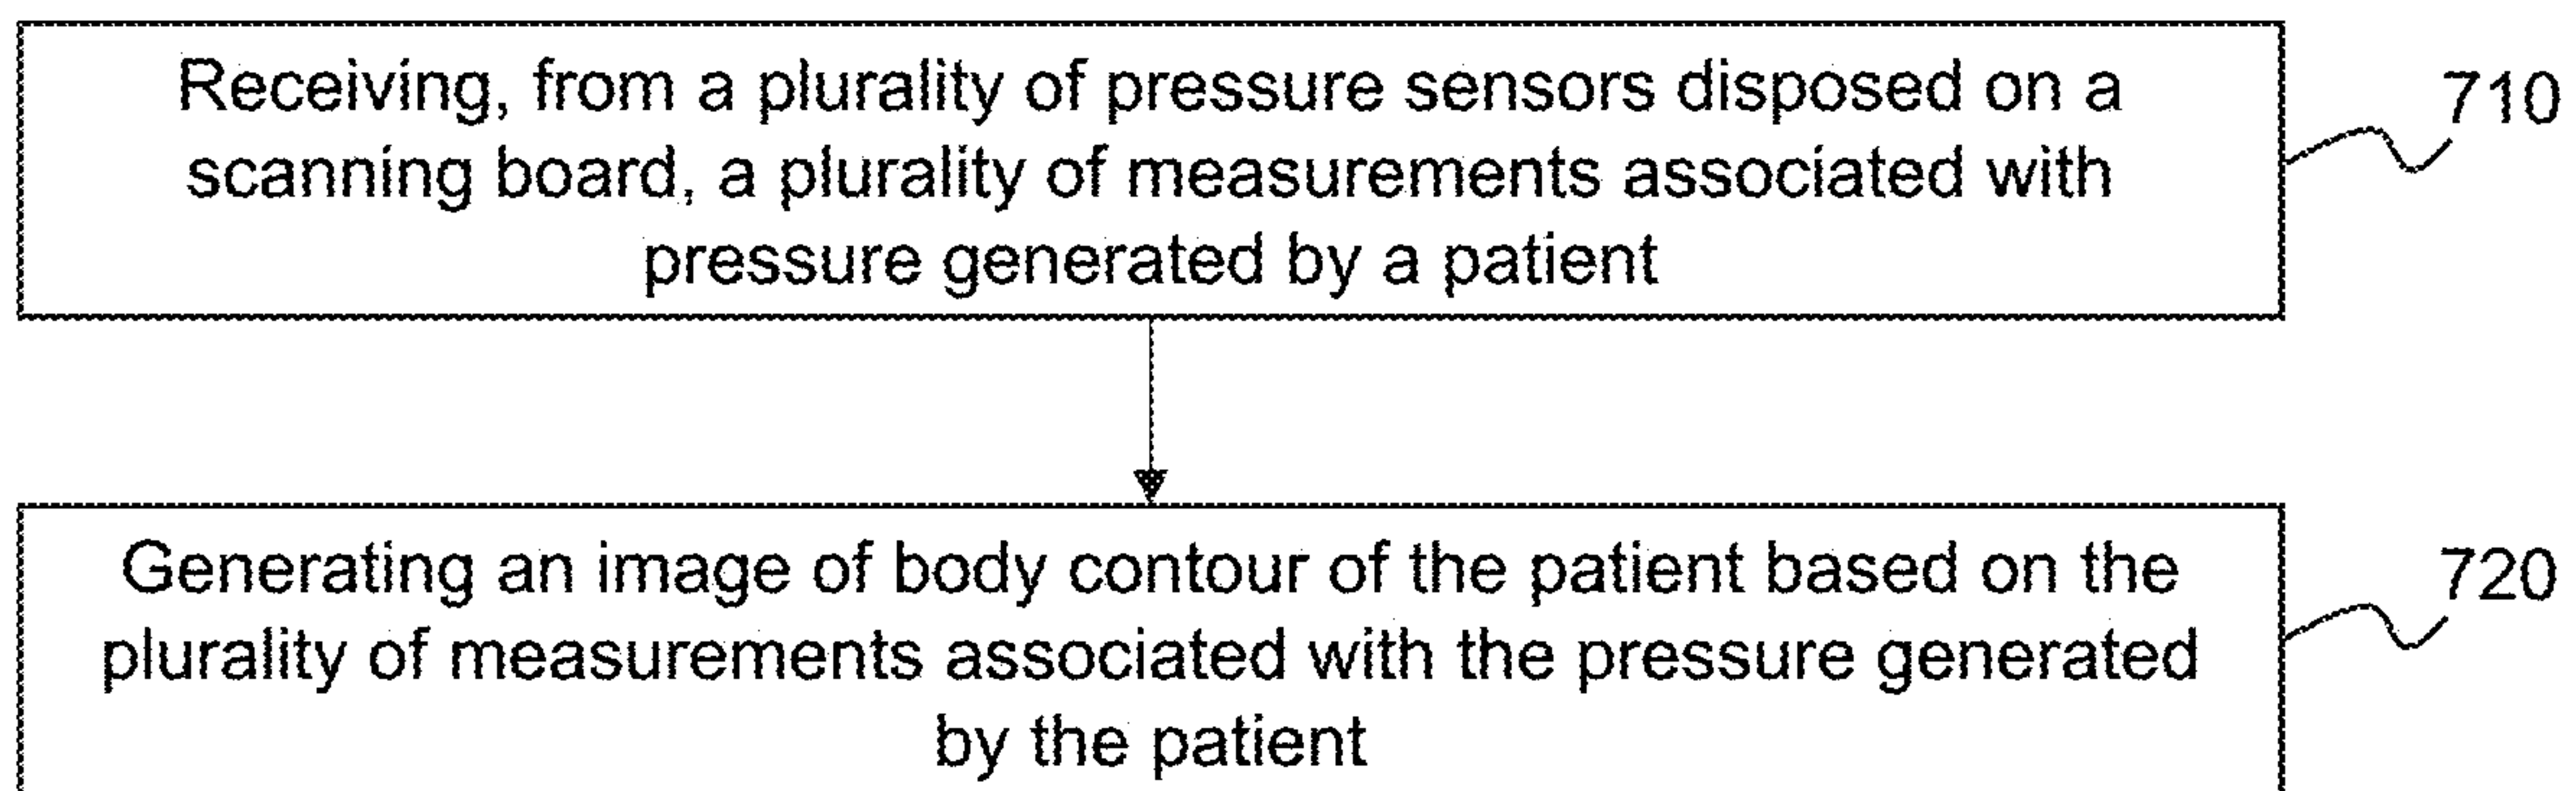 Receiving, from a plurality of pressure sensors disposed on a
scanning board, a plurality of measurements associated with
pressure generated by a patient
710
Generating an image of body contour of the patient based on the
plurality of measurements associated with the pressure generated
by the patient
720